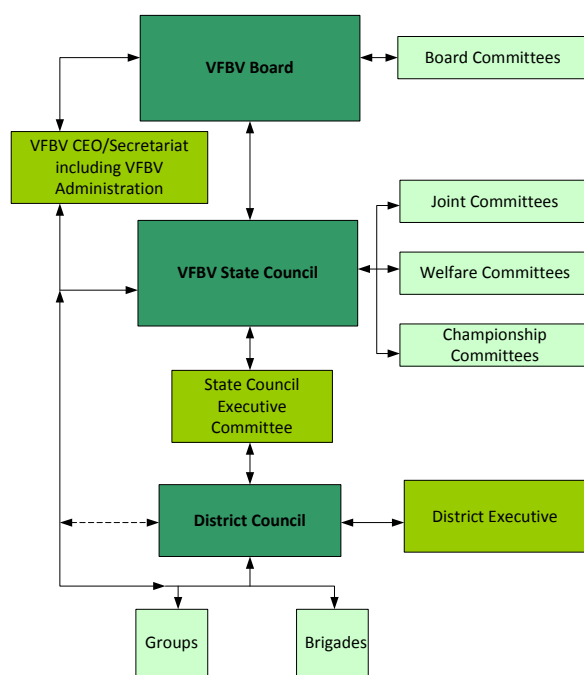 VFBV Board
Board Committees
VFBV CEO/Secretariat
including VFBV
Administration
Joint Committees
VFBV State Council
Welfare Committees
Championship
Committees
State Council
Executive
Committee
District Council
District Executive
Groups
Brigades